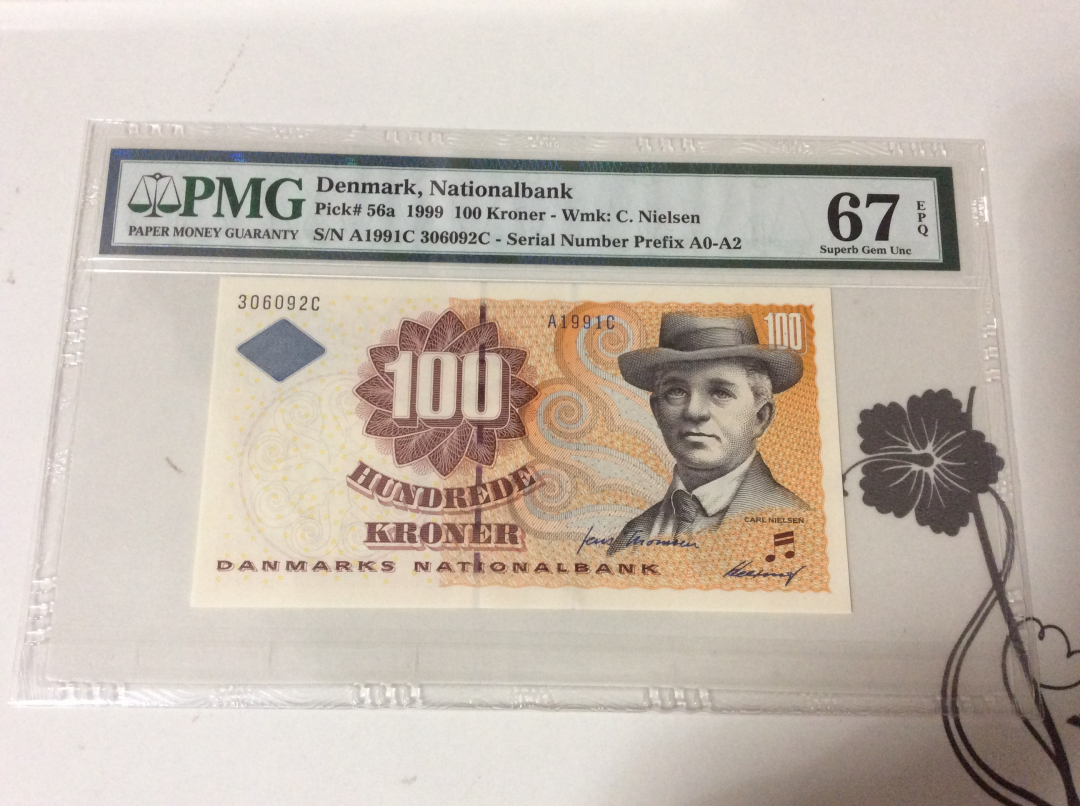 PMG
PAPER MONEY GUARANTY
Denmark, Nationalbank
Pick# 56a 1999 100 Kroner - Wmk: C. Nielsen
S/N A1991C 306092C - Serial Number Prefix A0-A2
67
EPQ
Superb Gem Unc
306092C
A1991C
100
100
HUNDREDE
KRONER
CARL NIELSEN
DANMARKS NATIONALBANK